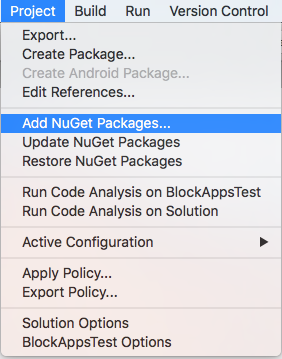 Project Build Run Version Control
Export...
Create Package...
Create Android Package...
Edit References...
Add NuGet Packages...
Update NuGet Packages
Restore NuGet Packages
Run Code Analysis on BlockAppsTest
Run Code Analysis on Solution
Active Configuration
Apply Policy...
Export Policy...
Solution Options
BlockAppsTest Options